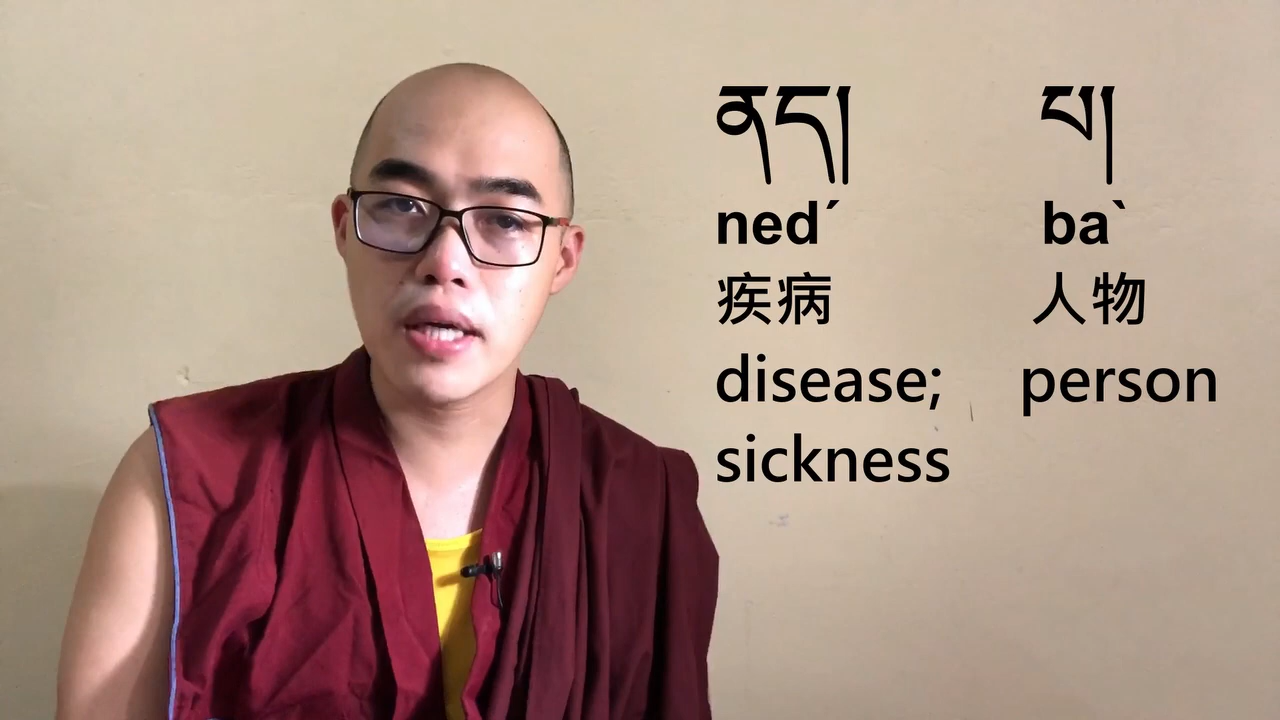 ནད། པ།
ned´ ba`
疾病 人物
disease; person
sickness